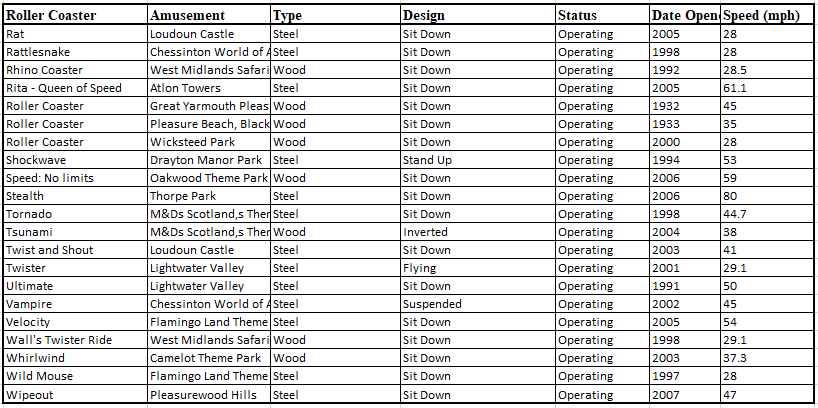 Roller Coaster Amusement Type Design Status Date Opene Speed (mph)
Rat Loudoun Castle Steel Sit Down Operating 2005 28
Rattlesnake Chessinton World of A Steel Sit Down Operating 1998 28
Rhino Coaster West Midlands Safari Wood Sit Down Operating 1992 28.5
Rita - Queen of Speed Atlon Towers Steel Sit Down Operating 2005 61.1
Roller Coaster Great Yarmouth Pleas Wood Sit Down Operating 1932 45
Roller Coaster Pleasure Beach, Black Wood Sit Down Operating 1933 35
Roller Coaster Wicksteed Park Wood Sit Down Operating 2000 28
Shockwave Drayton Manor Park Steel Stand Up Operating 1994 53
Speed: No limits Oakwood Theme Park Wood Sit Down Operating 2006 59
Stealth Thorpe Park Steel Sit Down Operating 2006 80
Tornado M&Ds Scotland,s Ther Steel Sit Down Operating 1998 44.7
Tsunami M&Ds Scotland,s Ther Wood Inverted Operating 2004 38
Twist and Shout Loudoun Castle Steel Sit Down Operating 2003 41
Twister Lightwater Valley Steel Flying Operating 2001 29.1
Ultimate Lightwater Valley Steel Sit Down Operating 1991 50
Vampire Chessinton World of A Steel Suspended Operating 2002 45
Velocity Flamingo Land Theme Steel Sit Down Operating 2005 54
Wall's Twister Ride West Midlands Safari Wood Sit Down Operating 1998 29.1
Whirlwind Camelot Theme Park Wood Sit Down Operating 2003 37.3
Wild Mouse Flamingo Land Theme Steel Sit Down Operating 1997 28
Wipeout Pleasurewood Hills Steel Sit Down Operating 2007 47